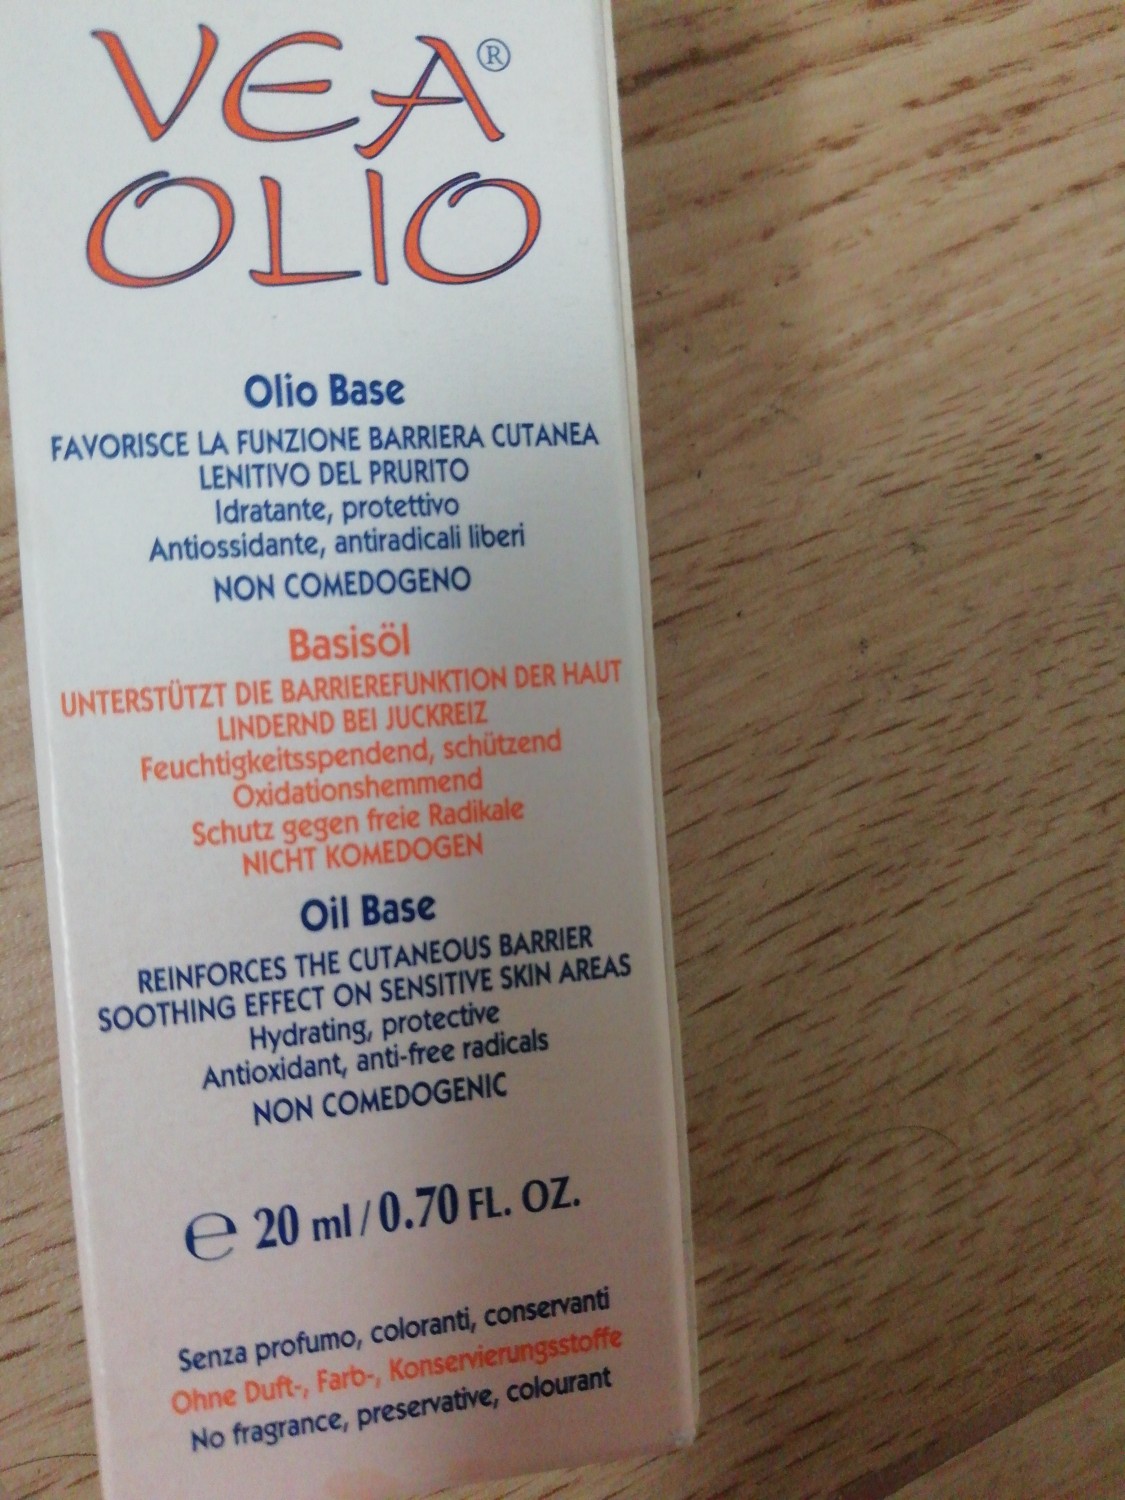 VEA®
OLIO
Olio Base
FAVORISCE LA FUNZIONE BARRIERA CUTANEA
LENITIVO DEL PRURITO
Idratante, protettivo
Antiossidante, antiradicali liberi
NON COMEDOGENO
Basisöl
UNTERSTÜTZT DIE BARRIEREFUNKTION DER HAUT
LINDERND BEI JUCKREIZ
Feuchtigkeitsspendend, schützend
Oxidationshemmend
Schutz gegen freie Radikale
NICHT KOMEDOGEN
Oil Base
REINFORCES THE CUTANEOUS BARRIER
SOOTHING EFFECT ON SENSITIVE SKIN AREAS
Hydrating, protective
Antioxidant, anti-free radicals
NON COMEDOGENIC
℮ 20 ml / 0.70 FL. OZ.
Senza profumo, coloranti, conservanti
Ohne Duft-, Farb-, Konservierungsstoffe
No fragrance, preservative, colourant